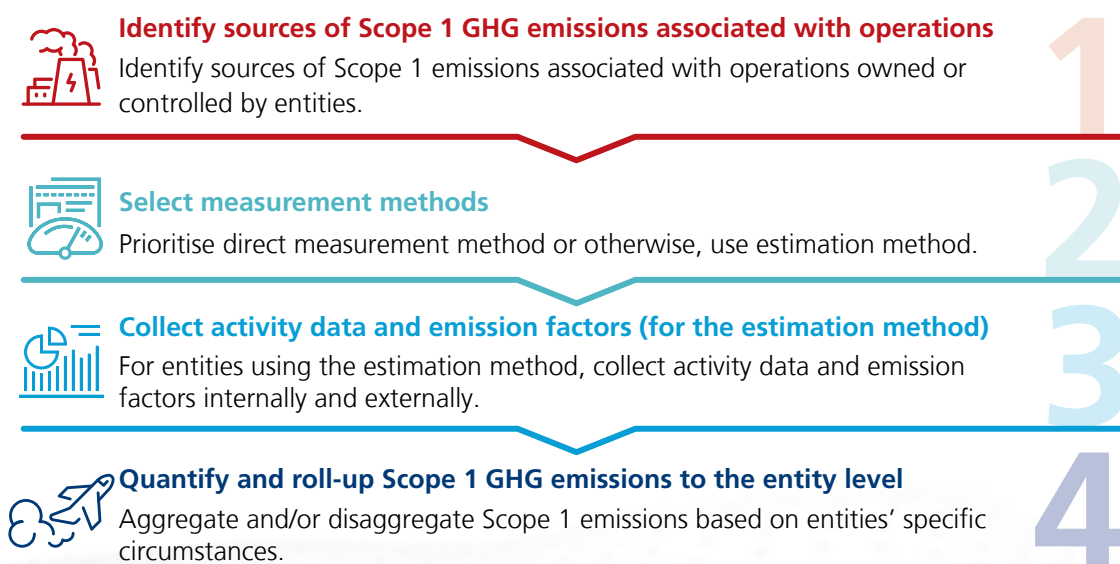 Identify sources of Scope 1 GHG emissions associated with operations
Identify sources of Scope 1 emissions associated with operations owned or
controlled by entities.
1
Select measurement methods
Prioritise direct measurement method or otherwise, use estimation method.
2
Collect activity data and emission factors (for the estimation method)
For entities using the estimation method, collect activity data and emission
factors internally and externally.
3
Quantify and roll-up Scope 1 GHG emissions to the entity level
Aggregate and/or disaggregate Scope 1 emissions based on entities’ specific
circumstances.
4